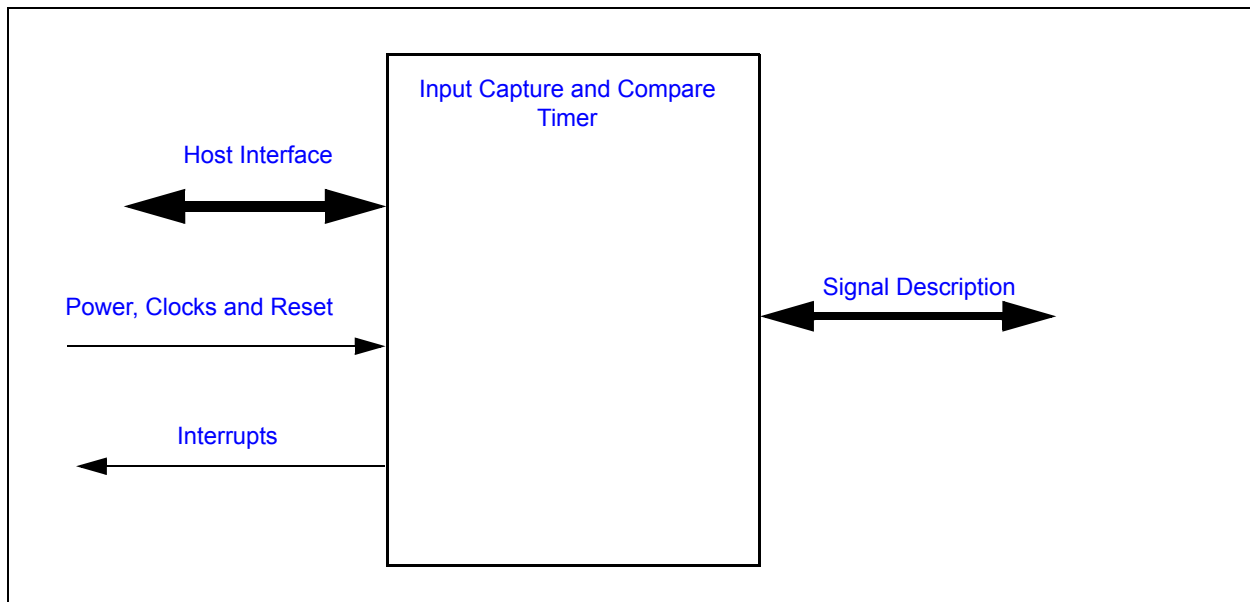 Input Capture and Compare
Timer
Host Interface
Power, Clocks and Reset
Signal Description
Interrupts